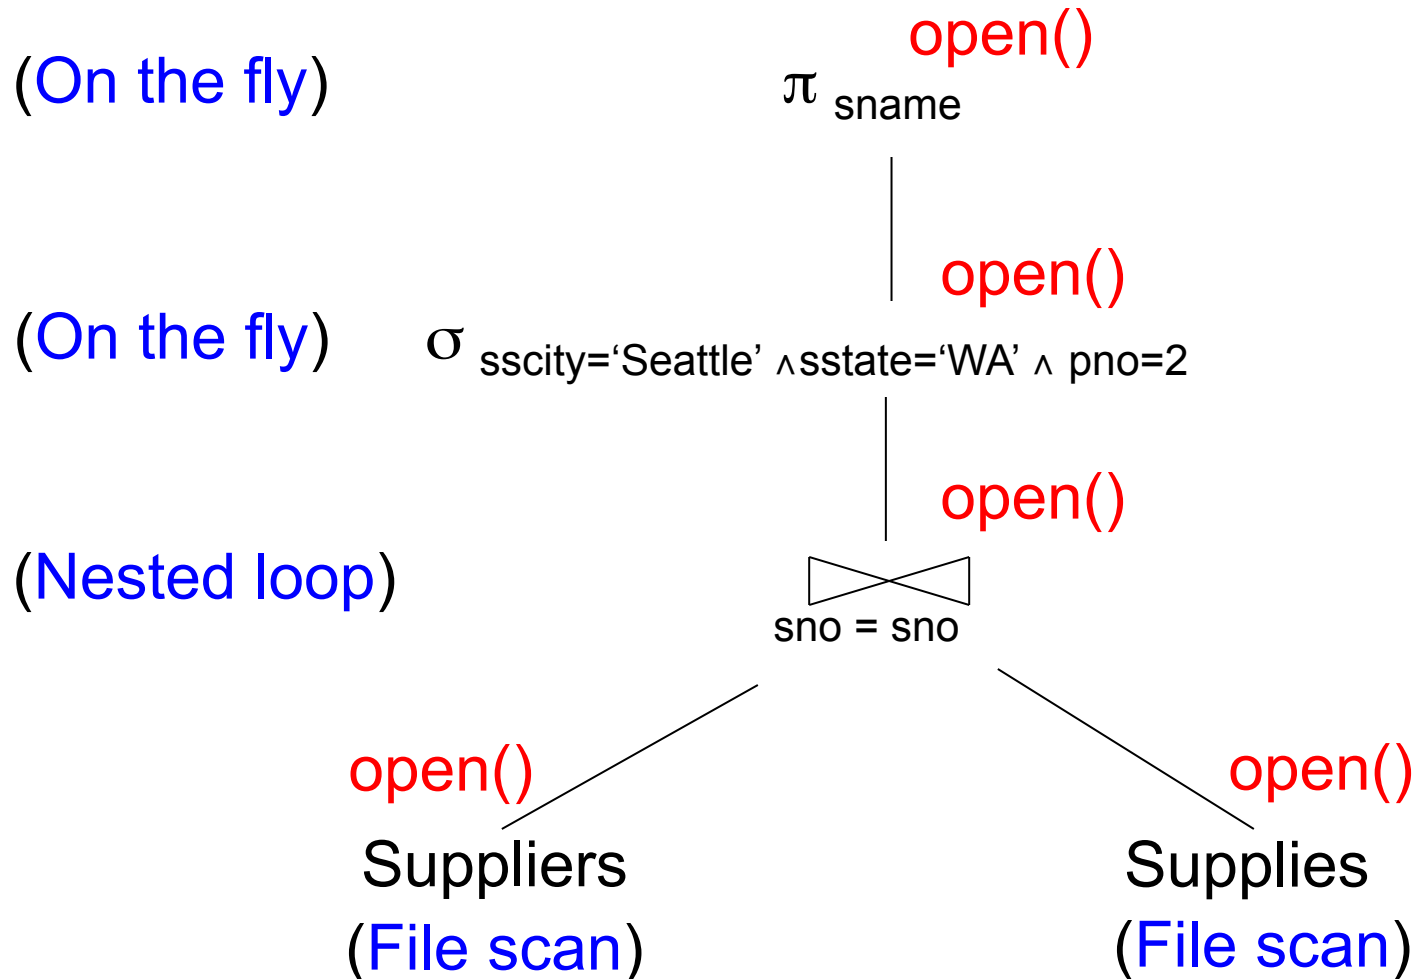 open()
(On the fly) π sname
open()
(On the fly) σ sscity=‘Seattle’ ∧sstate=‘WA’ ∧ pno=2
open()
(Nested loop)
sno = sno
open() open()
Suppliers Supplies
(File scan) (File scan)